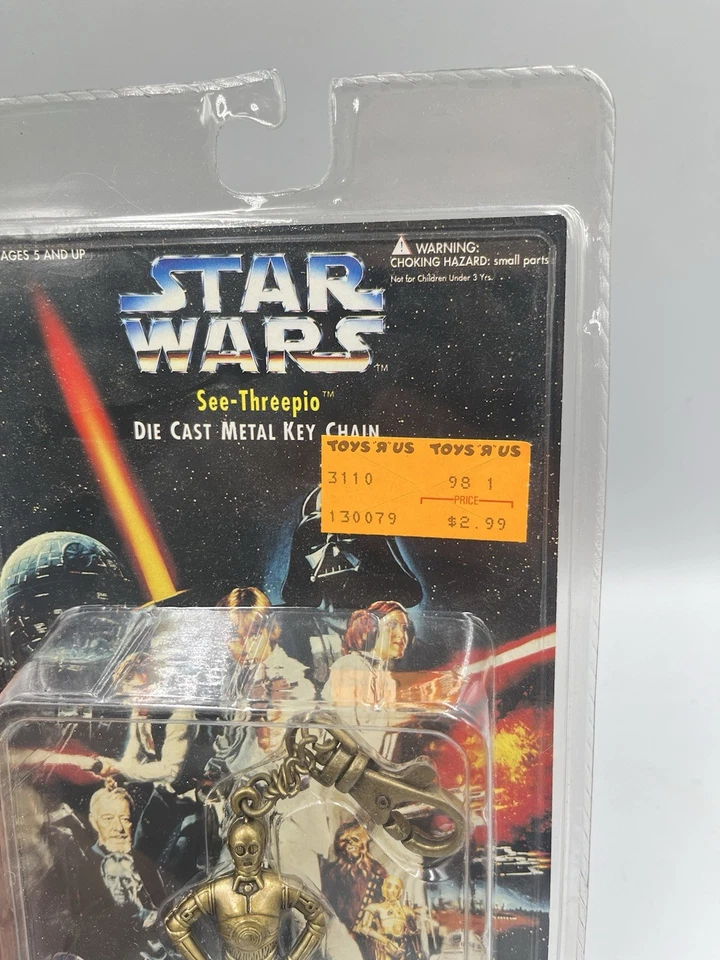 AGES 5 AND UP
STAR
WARS™
⚠ WARNING:
CHOKING HAZARD: small parts
Not for Children Under 3 Yrs.
See-Threepio™
DIE CAST METAL KEY CHAIN
TOYS "R" US TOYS "R" US
3110 98 1
PRICE
130079 $2.99